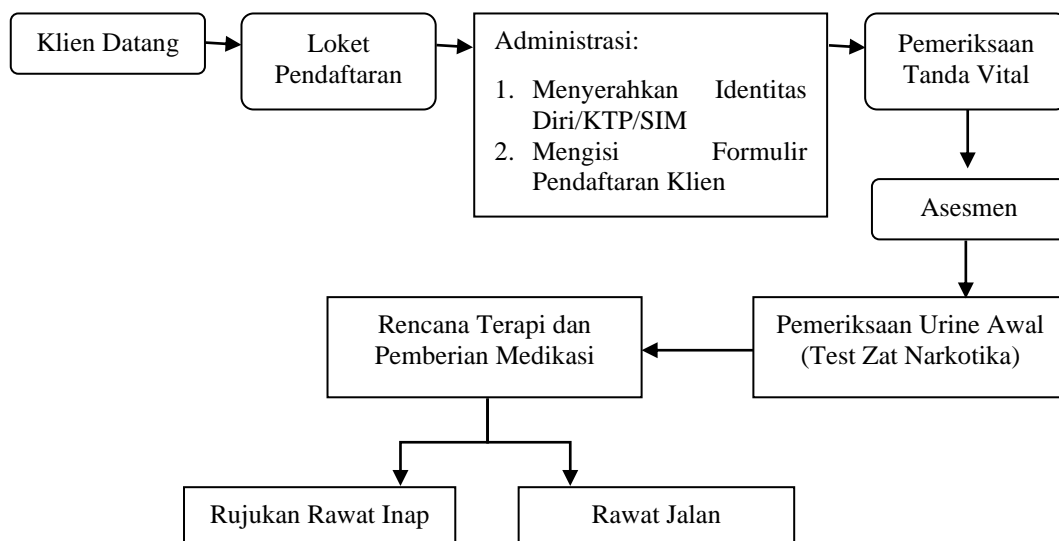 Klien Datang
Loket
Pendaftaran
Administrasi:
1. Menyerahkan Identitas
Diri/KTP/SIM
2. Mengisi Formulir
Pendaftaran Klien
Pemeriksaan
Tanda Vital
Asesmen
Pemeriksaan Urine Awal
(Test Zat Narkotika)
Rencana Terapi dan
Pemberian Medikasi
Rujukan Rawat Inap
Rawat Jalan